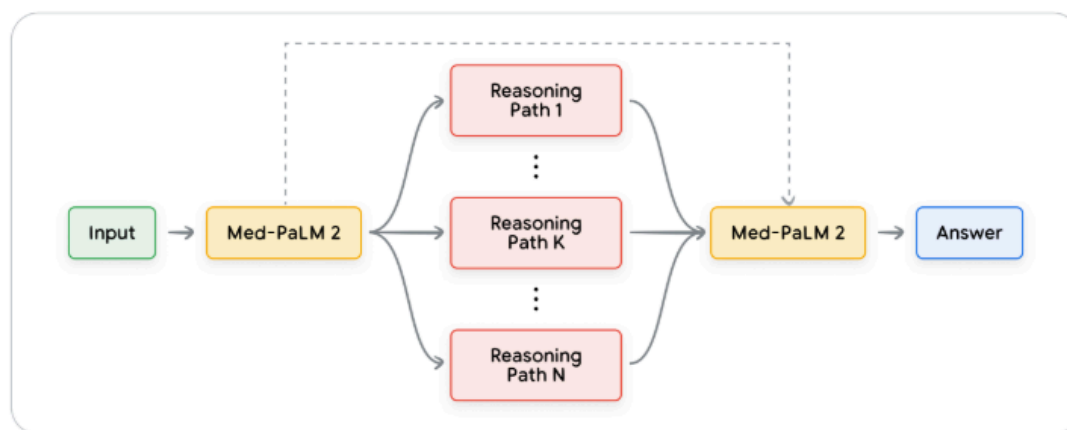 Reasoning
Path 1
Input
Med-PaLM 2
Reasoning
Path K
Med-PaLM 2
Answer
Reasoning
Path N